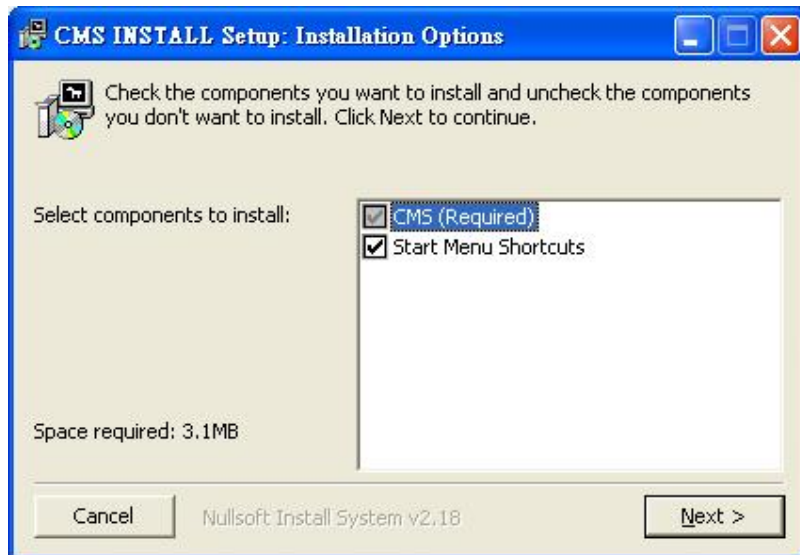 CMS INSTALL Setup: Installation Options
Check the components you want to install and uncheck the components
you don't want to install. Click Next to continue.
Select components to install:
CMS (Required)
Start Menu Shortcuts
Space required: 3.1MB
Cancel
Nullsoft Install System v2.18
Next >